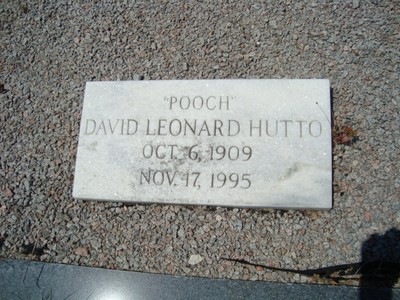 "POOCH"
DAVID LEONARD HUTTO
OCT. 6, 1909
NOV. 17, 1995